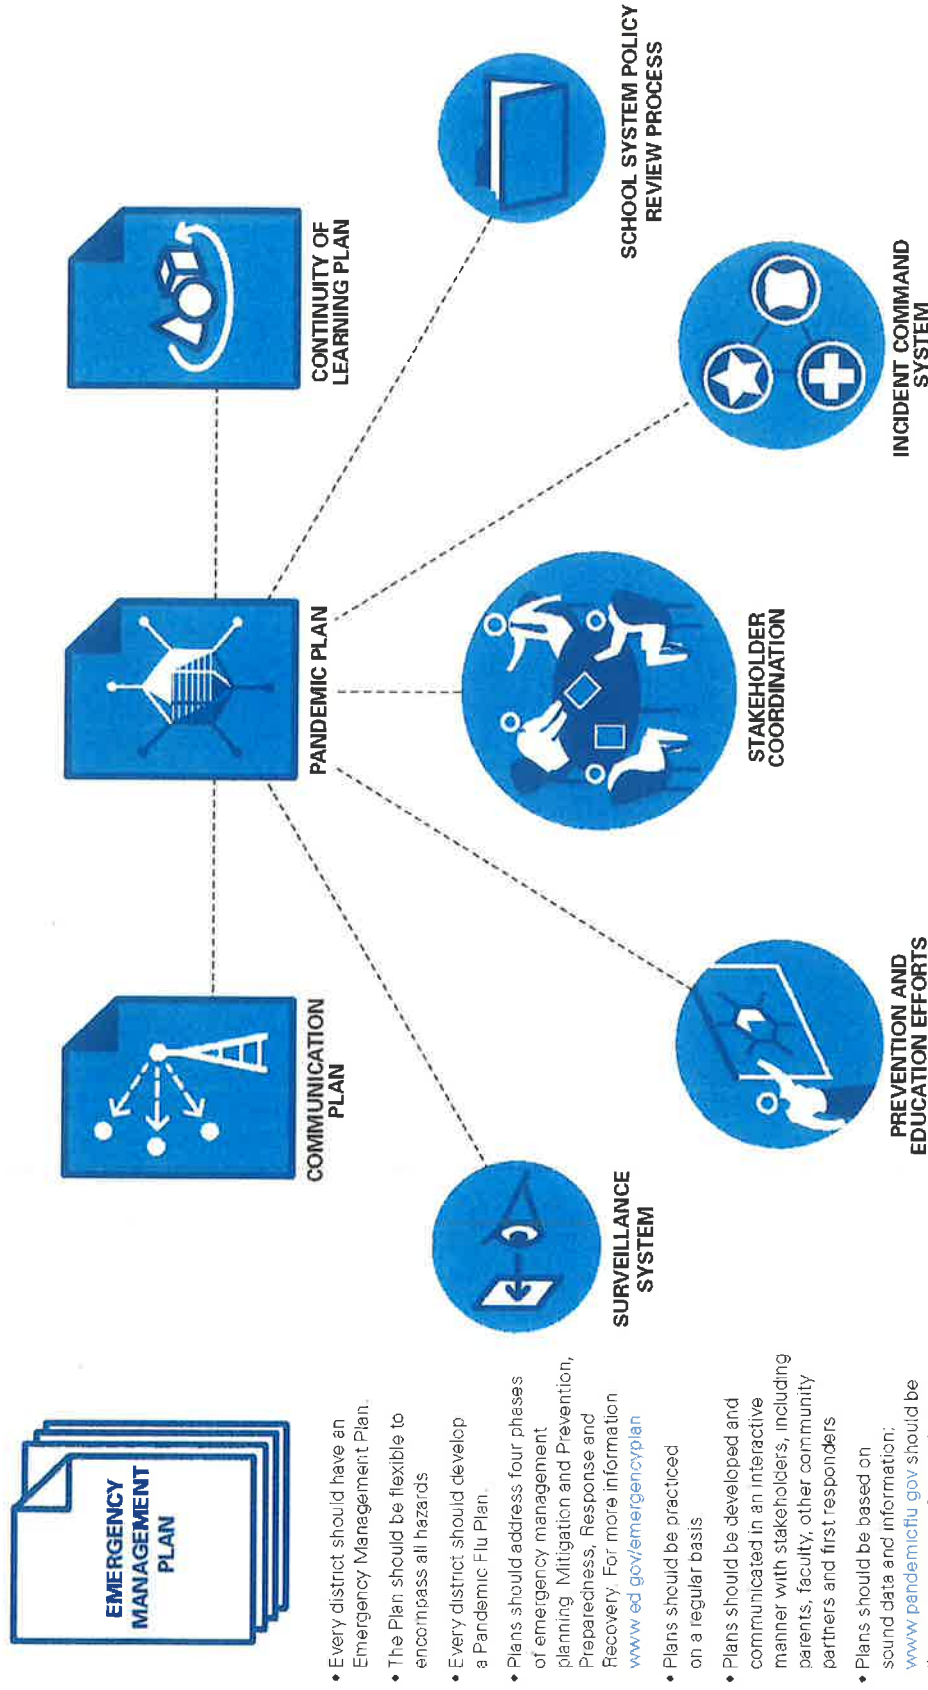 EMERGENCY
MANAGEMENT
PLAN
• Every district should have an
Emergency Management Plan.
• The Plan should be flexible to
encompass all hazards
• Every district should develop
a Pandemic Flu Plan.
• Plans should address four phases
of emergency management
planning Mitigation and Prevention,
Preparedness, Response and
Recovery. For more information
www ed gov/emergencyplan
• Plans should be practiced
on a regular basis
• Plans should be developed and
communicated in an interactive
manner with stakeholders, including
parents, faculty, other community
partners and first responders
• Plans should be based on
sound data and information;
www pandemicflu gov should be
COMMUNICATION
PLAN
PANDEMIC PLAN
CONTINUITY OF
LEARNING PLAN
SURVEILLANCE
SYSTEM
PREVENTION AND
EDUCATION EFFORTS
STAKEHOLDER
COORDINATION
INCIDENT COMMAND
SYSTEM
SCHOOL SYSTEM POLICY
REVIEW PROCESS